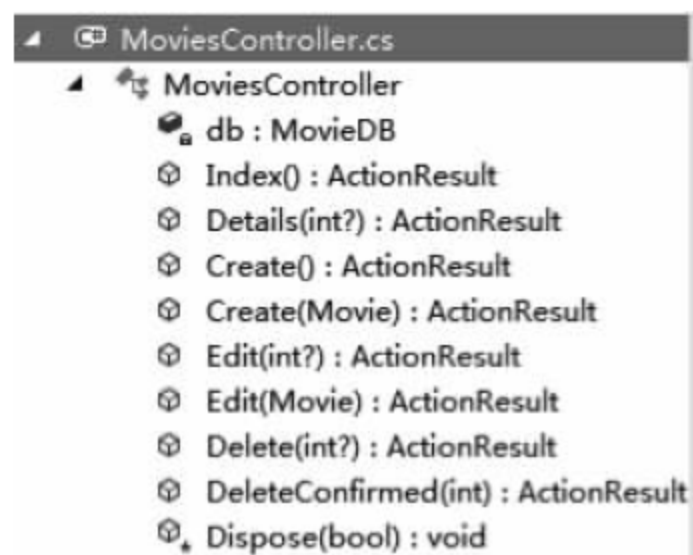 MoviesController.cs
MoviesController
db : MovieDB
Index() : ActionResult
Details(int?) : ActionResult
Create() : ActionResult
Create(Movie) : ActionResult
Edit(int?) : ActionResult
Edit(Movie) : ActionResult
Delete(int?) : ActionResult
DeleteConfirmed(int) : ActionResult
Dispose(bool) : void